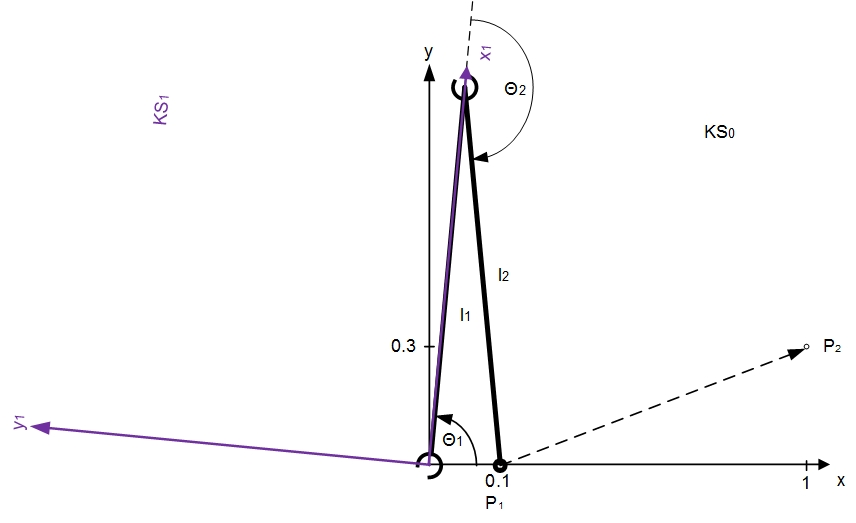 y
x₁
KS₁
Θ₂
KS₀
l₂
l₁
0.3
P₂
y₁
Θ₁
0.1
1
x
P₁